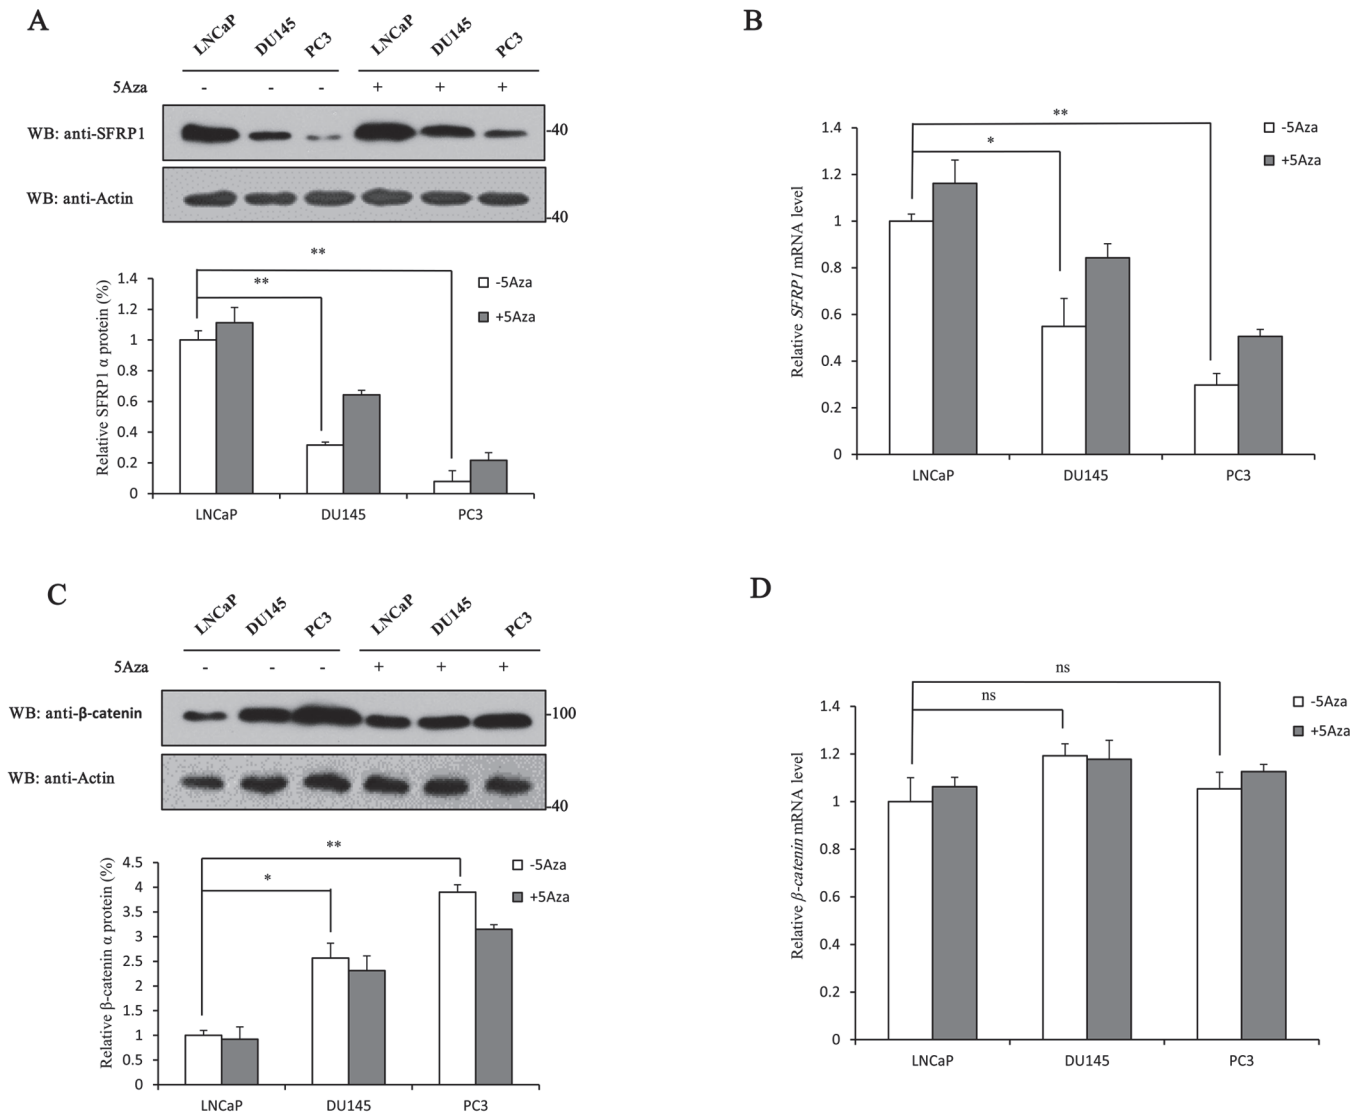 A
LNCaP DU145 PC3 LNCaP DU145 PC3
5Aza - - - + + +
WB: anti-SFRP1 -40
WB: anti-Actin
-40
**
**
-5Aza
+5Aza
Relative SFRP1 α protein (%)
1.4
1.2
1
0.8
0.6
0.4
0.2
0
LNCaP DU145 PC3
B
**
*
-5Aza
+5Aza
Relative SFRP1 mRNA level
1.4
1.2
1
0.8
0.6
0.4
0.2
0
LNCaP DU145 PC3
C
LNCaP DU145 PC3 LNCaP DU145 PC3
5Aza - - - + + +
WB: anti-β-catenin -100
WB: anti-Actin
-40
**
*
-5Aza
+5Aza
Relative β-catenin α protein (%)
4.5
4
3.5
3
2.5
2
1.5
1
0.5
0
LNCaP DU145 PC3
D
ns
ns
-5Aza
+5Aza
Relative β-catenin mRNA level
1.4
1.2
1
0.8
0.6
0.4
0.2
0
LNCaP DU145 PC3